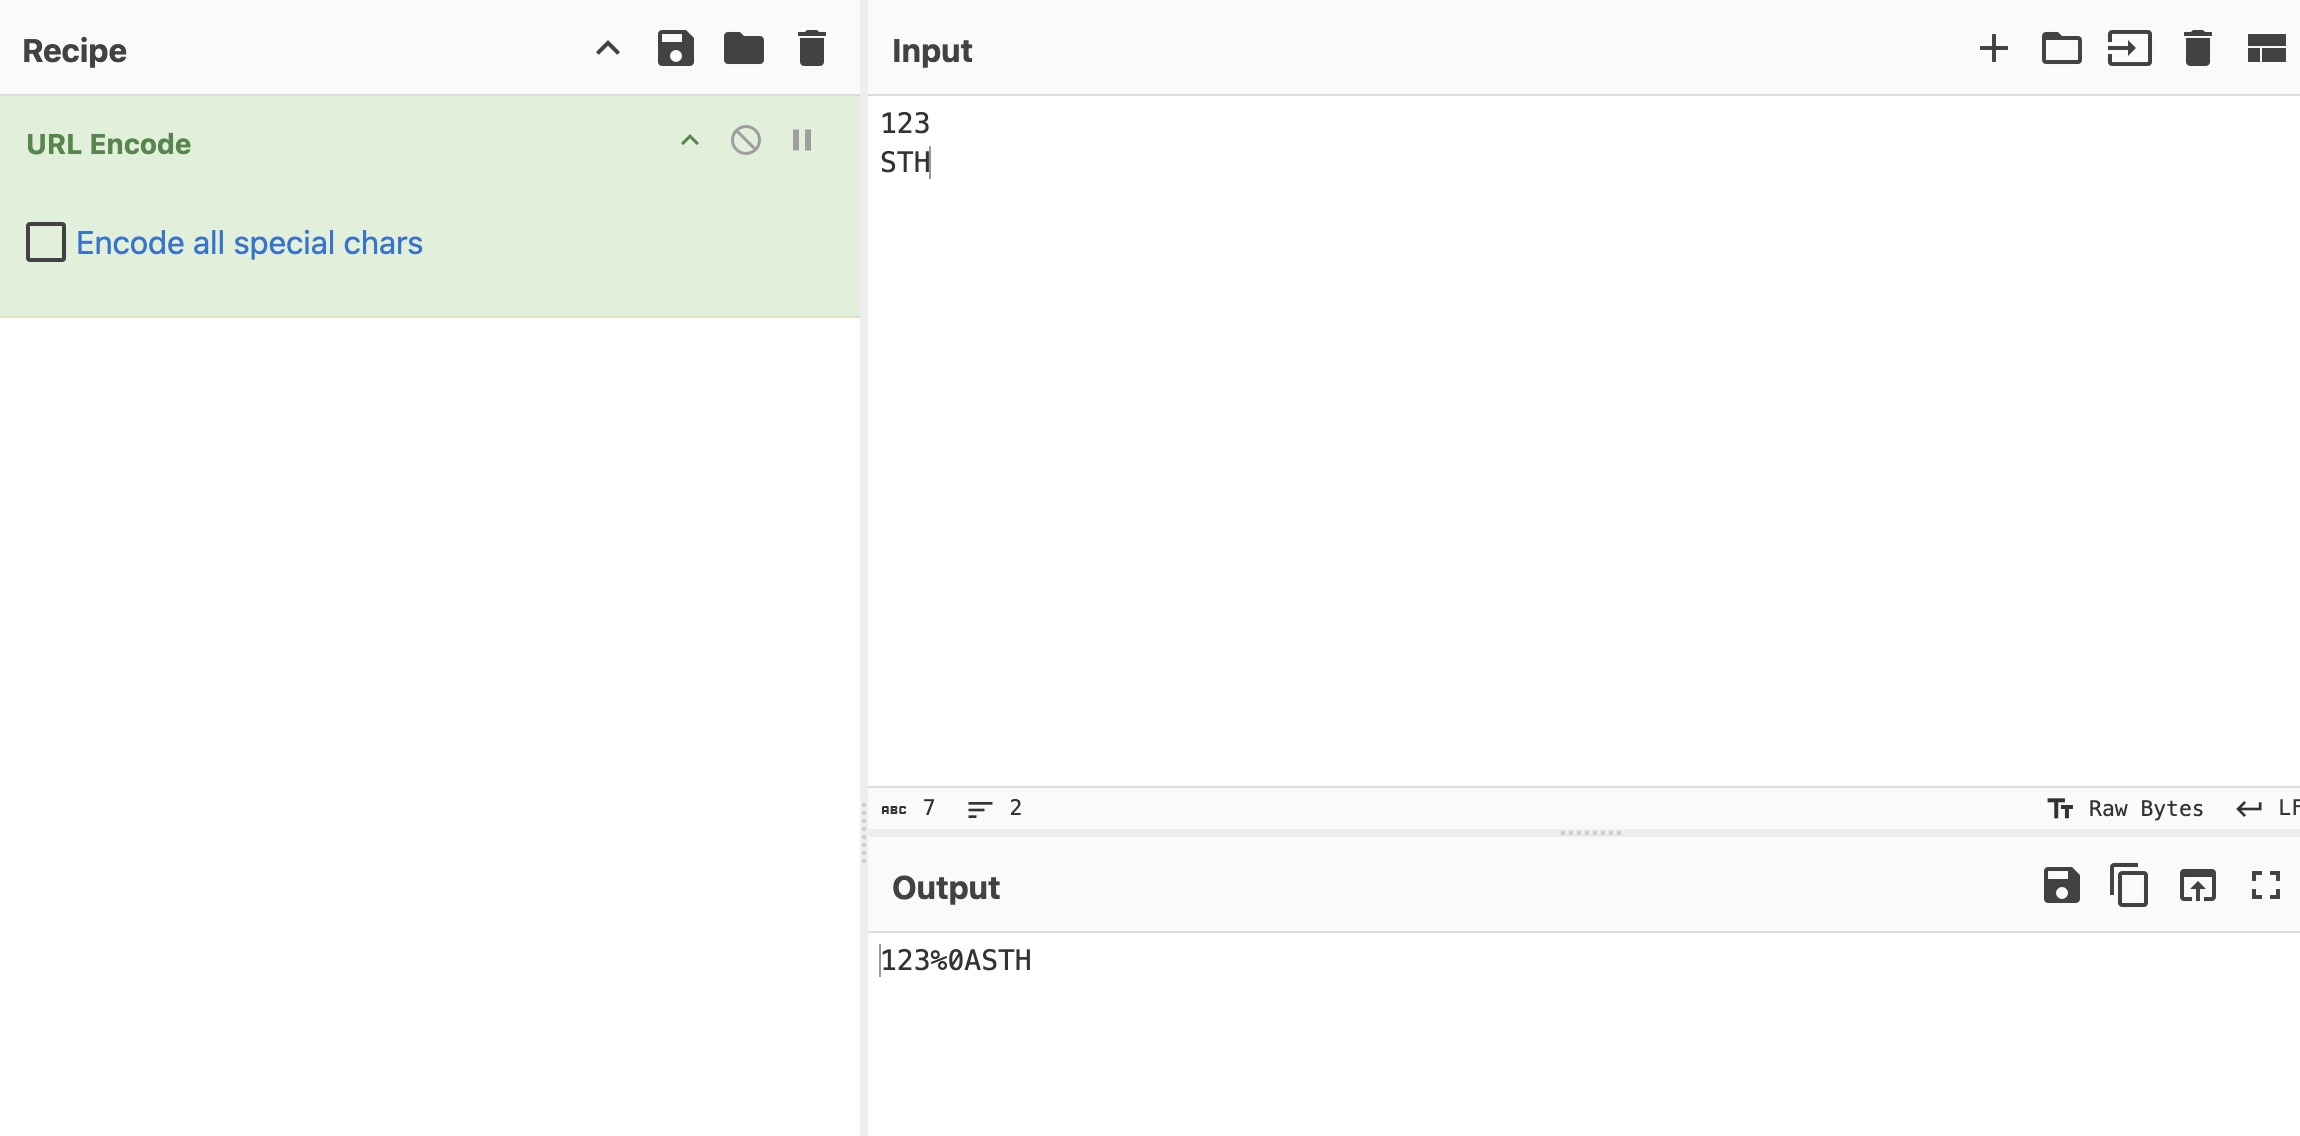 Recipe
URL Encode
Encode all special chars
Input
123
STH
ABC 7 2
Raw Bytes LF
Output
123%0ASTH